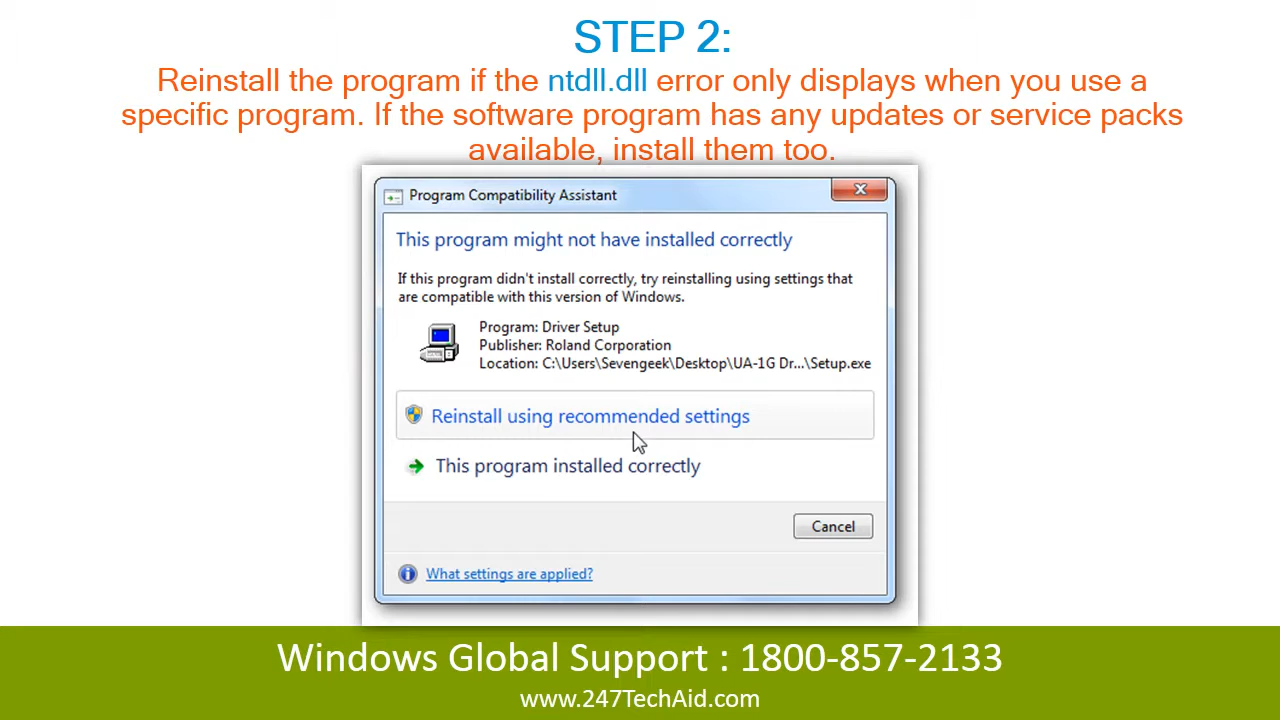 STEP 2:
Reinstall the program if the ntdll.dll error only displays when you use a
specific program. If the software program has any updates or service packs
available, install them too.
Program Compatibility Assistant
This program might not have installed correctly
If this program didn't install correctly, try reinstalling using settings that
are compatible with this version of Windows.
Program: Driver Setup
Publisher: Roland Corporation
Location: C:\Users\Sevengeek\Desktop\UA-1G Dr...\Setup.exe
Reinstall using recommended settings
This program installed correctly
Cancel
What settings are applied?
Windows Global Support : 1800-857-2133
www.247TechAid.com